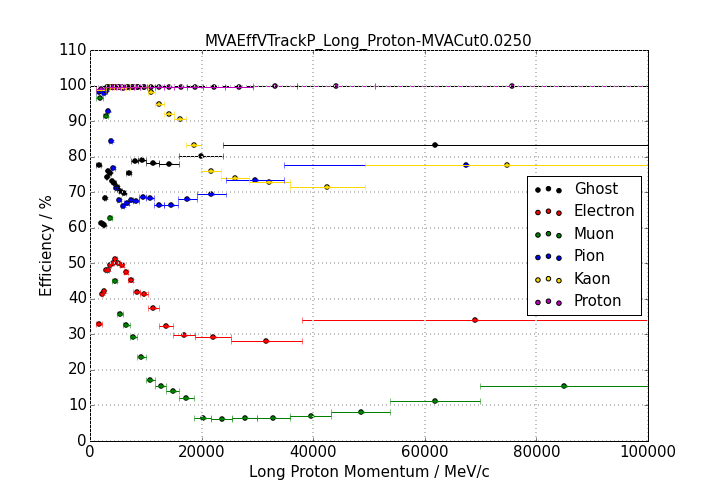 MVAEffVTrackP_Long_Proton-MVACut0.0250
110
100
90
80
70
60
50
40
30
20
10
0
Efficiency / %
Ghost
Electron
Muon
Pion
Kaon
Proton
0 20000 40000 60000 80000 100000
Long Proton Momentum / MeV/c